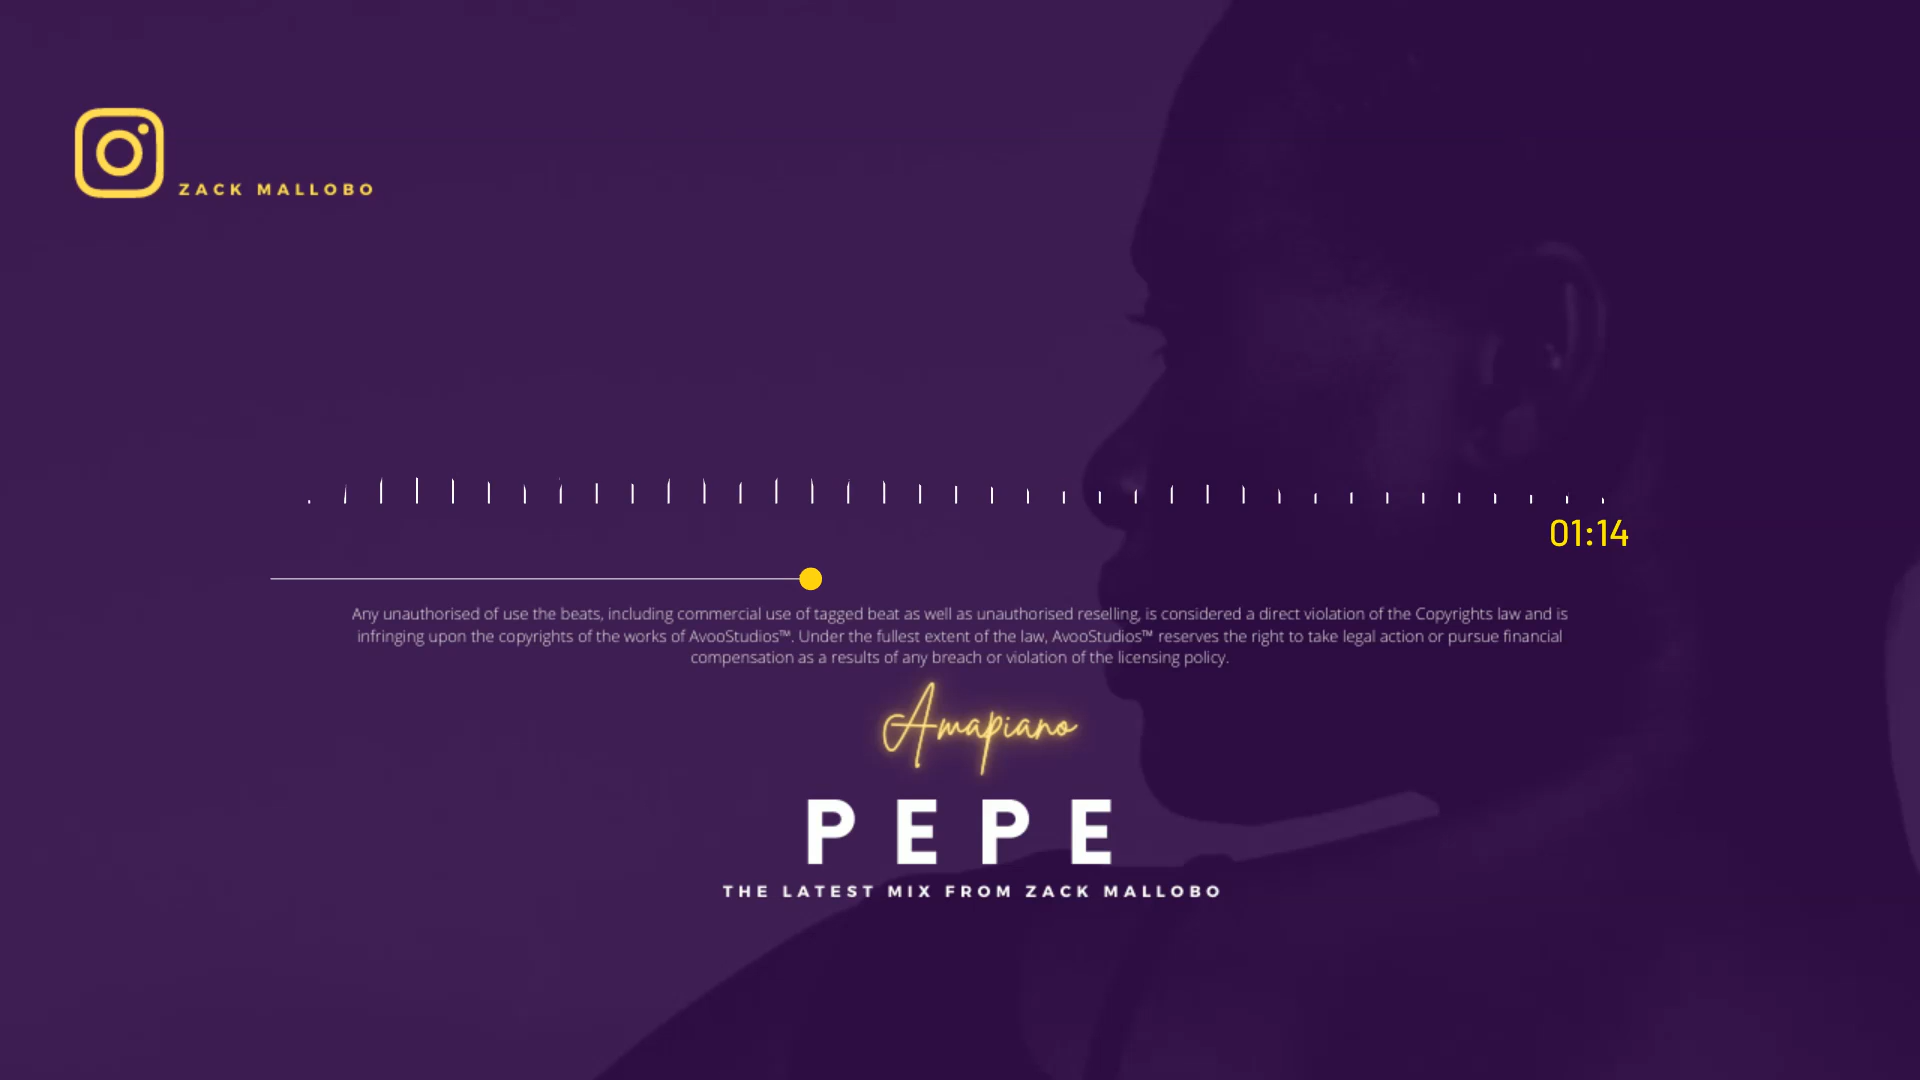 ZACK MALLOBO
01:14
Any unauthorised of use the beats, including commercial use of tagged beat as well as unauthorised reselling, is considered a direct violation of the Copyrights law and is
infringing upon the copyrights of the works of AvooStudios™. Under the fullest extent of the law, AvooStudios™ reserves the right to take legal action or pursue financial
compensation as a results of any breach or violation of the licensing policy.
Amapiano
PEPE
THE LATEST MIX FROM ZACK MALLOBO